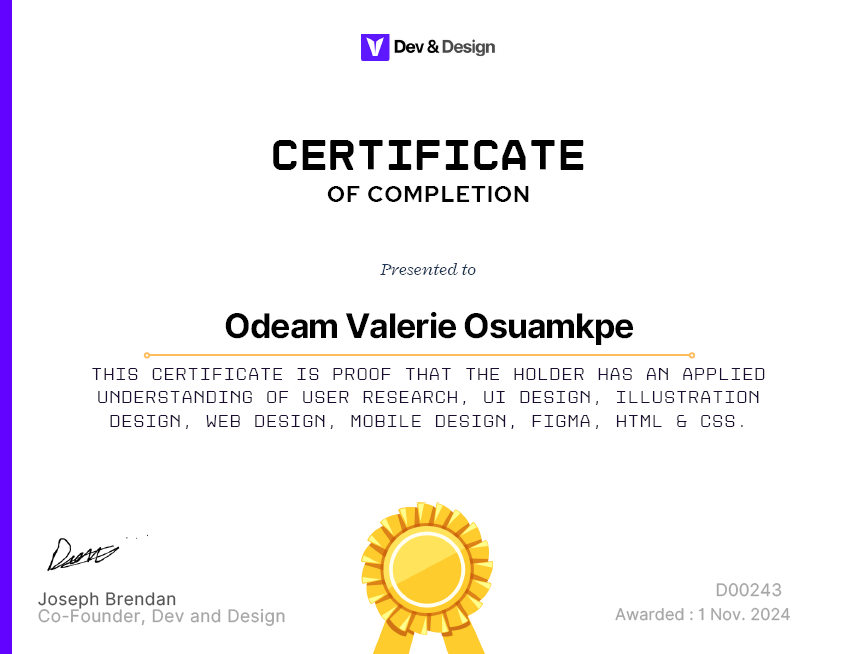 Dev & Design
CERTIFICATE
OF COMPLETION
Presented to
Odeam Valerie Osuamkpe
THIS CERTIFICATE IS PROOF THAT THE HOLDER HAS AN APPLIED
UNDERSTANDING OF USER RESEARCH, UI DESIGN, ILLUSTRATION
DESIGN, WEB DESIGN, MOBILE DESIGN, FIGMA, HTML & CSS.
Joseph Brendan
Co-Founder, Dev and Design
D00243
Awarded : 1 Nov. 2024